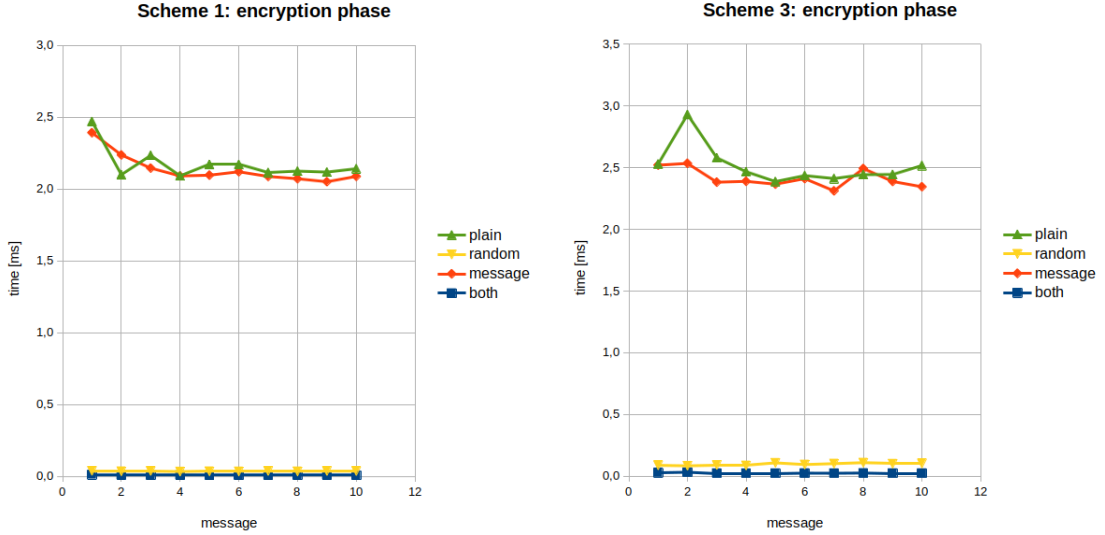 Scheme 1: encryption phase
3,0
2,5
2,0
1,5
1,0
0,5
0,0
0 2 4 6 8 10 12
time [ms]
message
plain
random
message
both
Scheme 3: encryption phase
3,5
3,0
2,5
2,0
1,5
1,0
0,5
0,0
0 2 4 6 8 10 12
time [ms]
message
plain
random
message
both